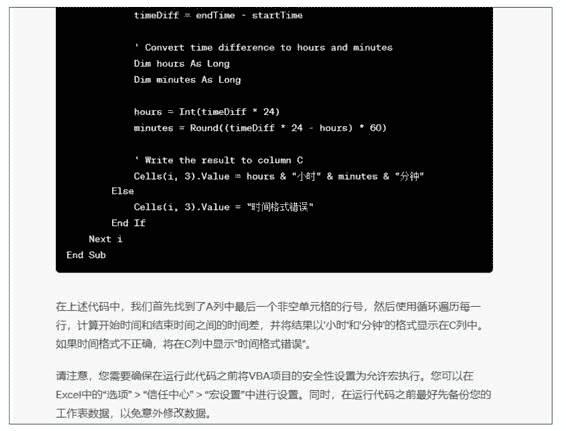 timeDiff = endTime - startTime
' Convert time difference to hours and minutes
Dim hours As Long
Dim minutes As Long
hours = Int(timeDiff * 24)
minutes = Round((timeDiff * 24 - hours) * 60)
' Write the result to column C
Cells(i, 3).Value = hours & "小时" & minutes & "分钟"
Else
Cells(i, 3).Value = "时间格式错误"
End If
Next i
End Sub
在上述代码中，我们首先找到了A列中最后一个非空单元格的行号，然后使用循环遍历每一
行，计算开始时间和结束时间之间的时间差，并将结果以'小时'和'分钟'的格式显示在C列中。
如果时间格式不正确，将在C列中显示"时间格式错误"。
请注意，您需要确保在运行此代码之前将VBA项目的安全性设置为允许宏执行。您可以在
Excel中的"选项" > "信任中心" > "宏设置"中进行设置。同时，在运行代码之前最好先备份您的
工作表数据，以免意外修改数据。